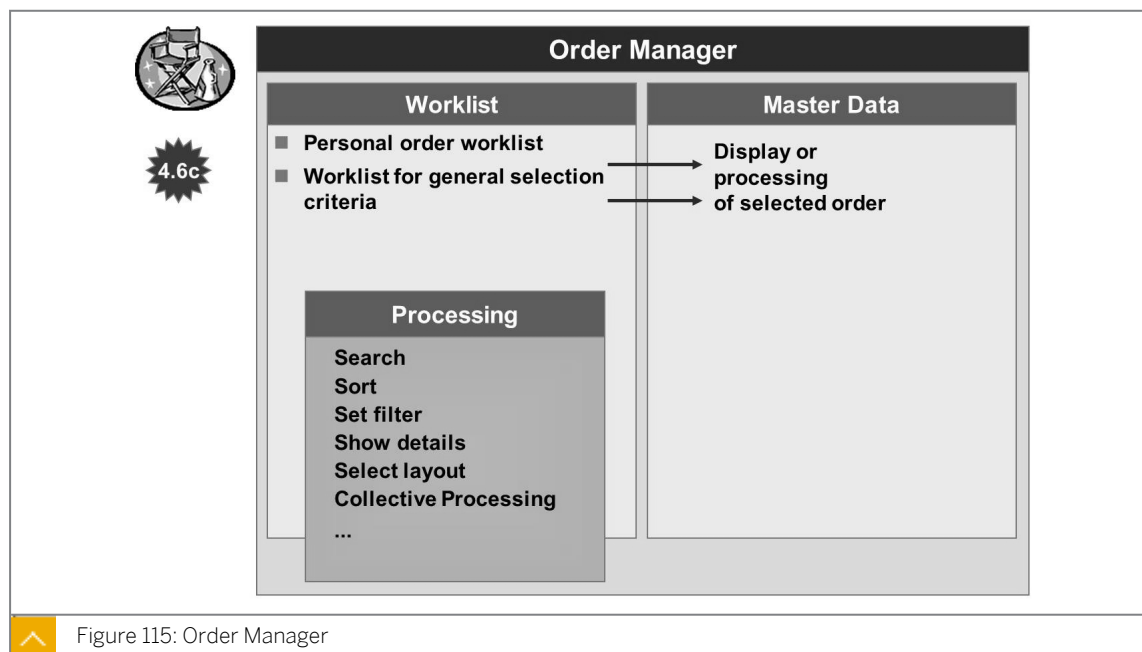 Order Manager
4.6c
Worklist
Personal order worklist
Worklist for general selection
criteria
Master Data
Display or
processing
of selected order
Processing
Search
Sort
Set filter
Show details
Select layout
Collective Processing
...
Figure 115: Order Manager